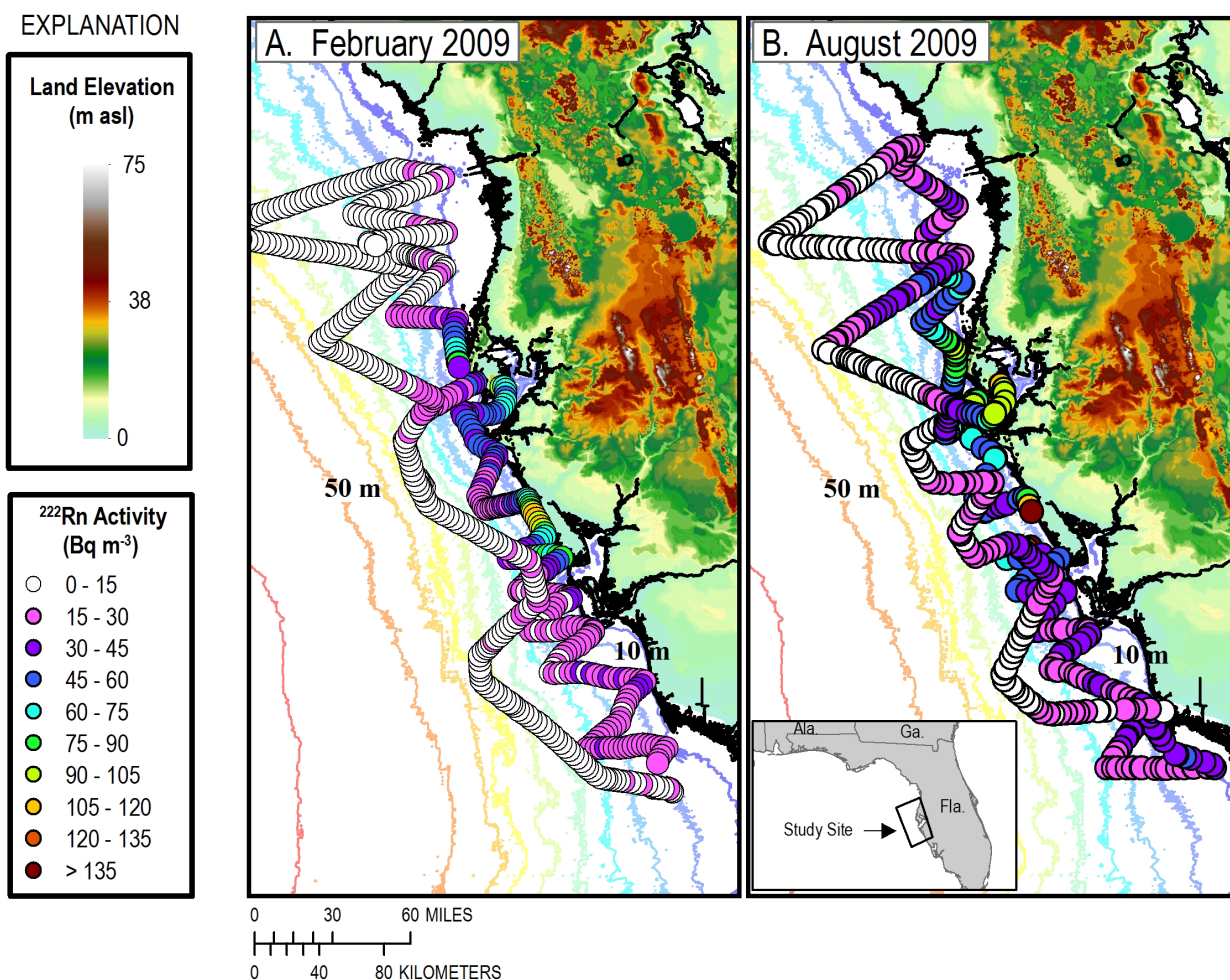 EXPLANATION
Land Elevation
(m asl)
75
38
0
²²²Rn Activity
(Bq m⁻³)
0 - 15
15 - 30
30 - 45
45 - 60
60 - 75
75 - 90
90 - 105
105 - 120
120 - 135
> 135
A. February 2009
50 m
10 m
B. August 2009
50 m
10 m
Ala.
Ga.
Fla.
Study Site
0 30 60 MILES
0 40 80 KILOMETERS